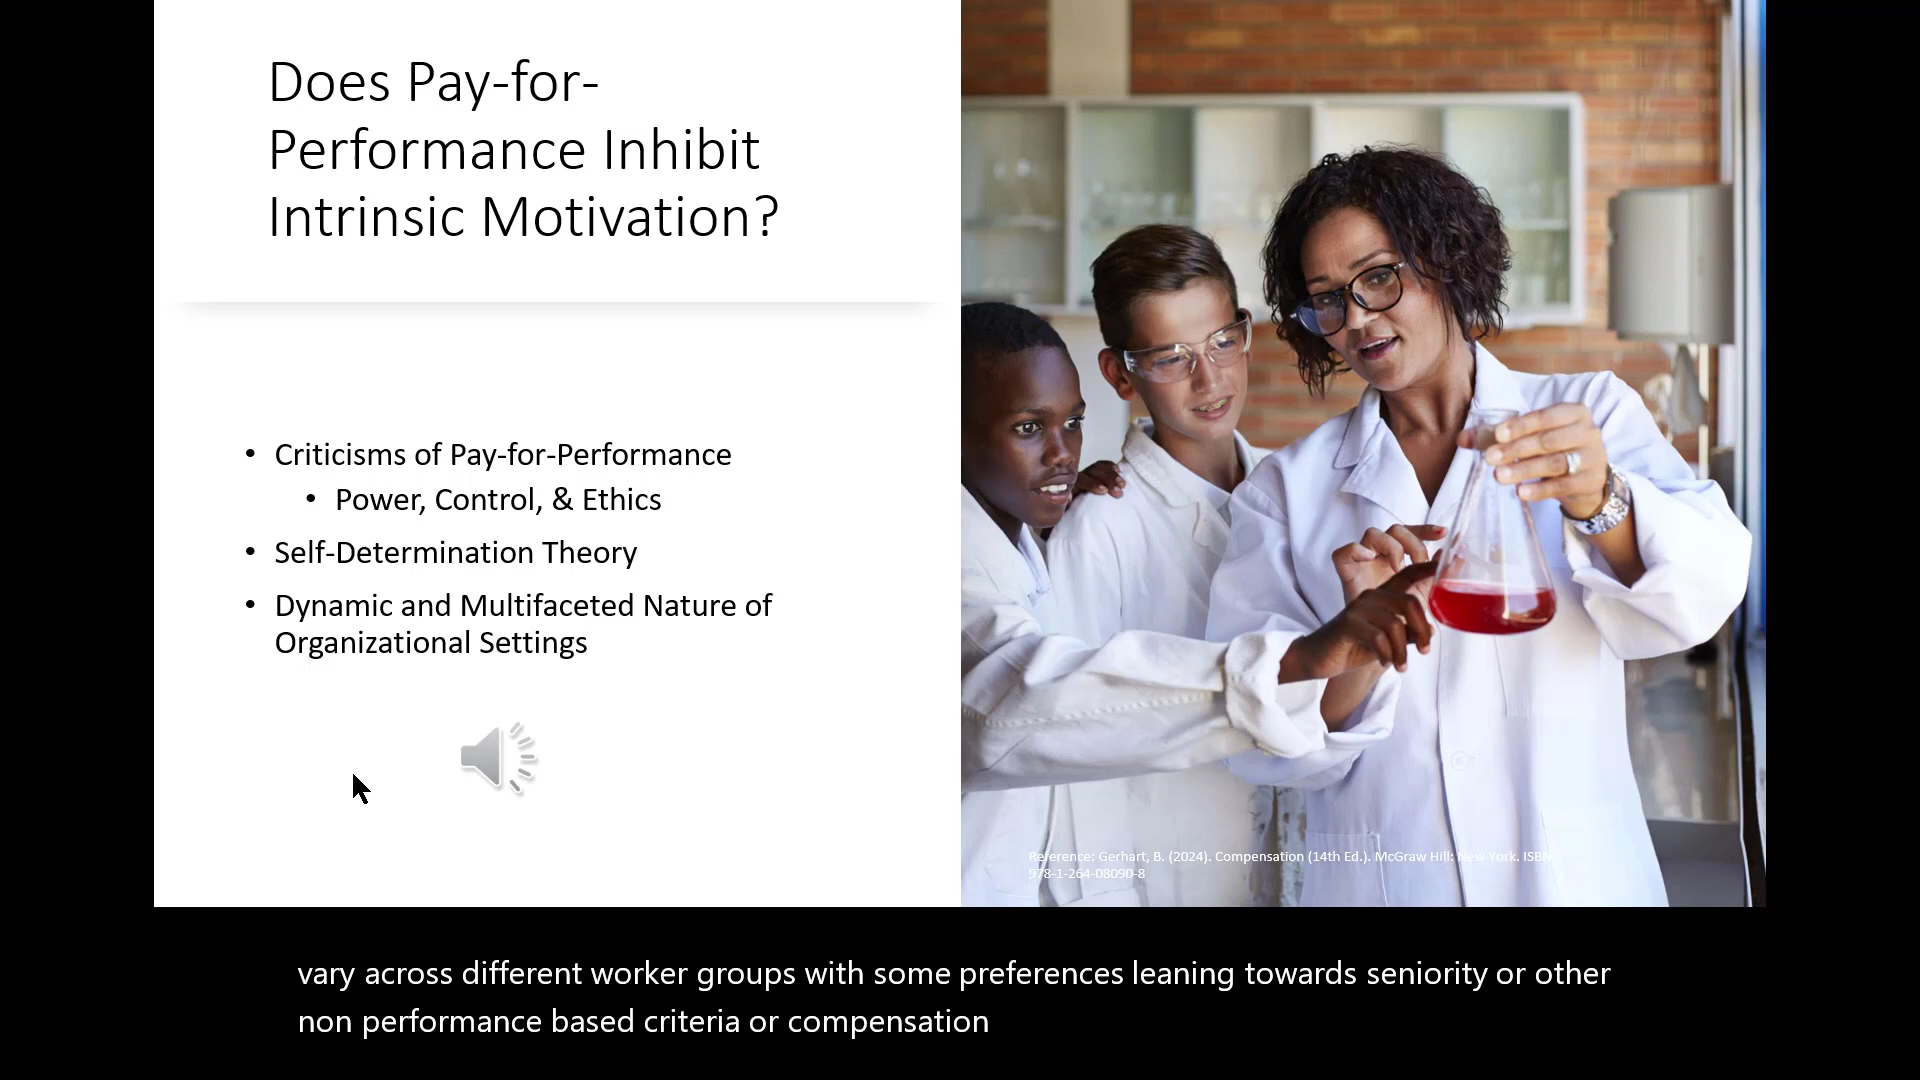 Does Pay-for-
Performance Inhibit
Intrinsic Motivation?
• Criticisms of Pay-for-Performance
• Power, Control, & Ethics
• Self-Determination Theory
• Dynamic and Multifaceted Nature of
Organizational Settings
Reference: Gerhart, B. (2024). Compensation (14th Ed.). McGraw Hill: New York. ISBN
978-1-264-08090-8
vary across different worker groups with some preferences leaning towards seniority or other
non performance based criteria or compensation